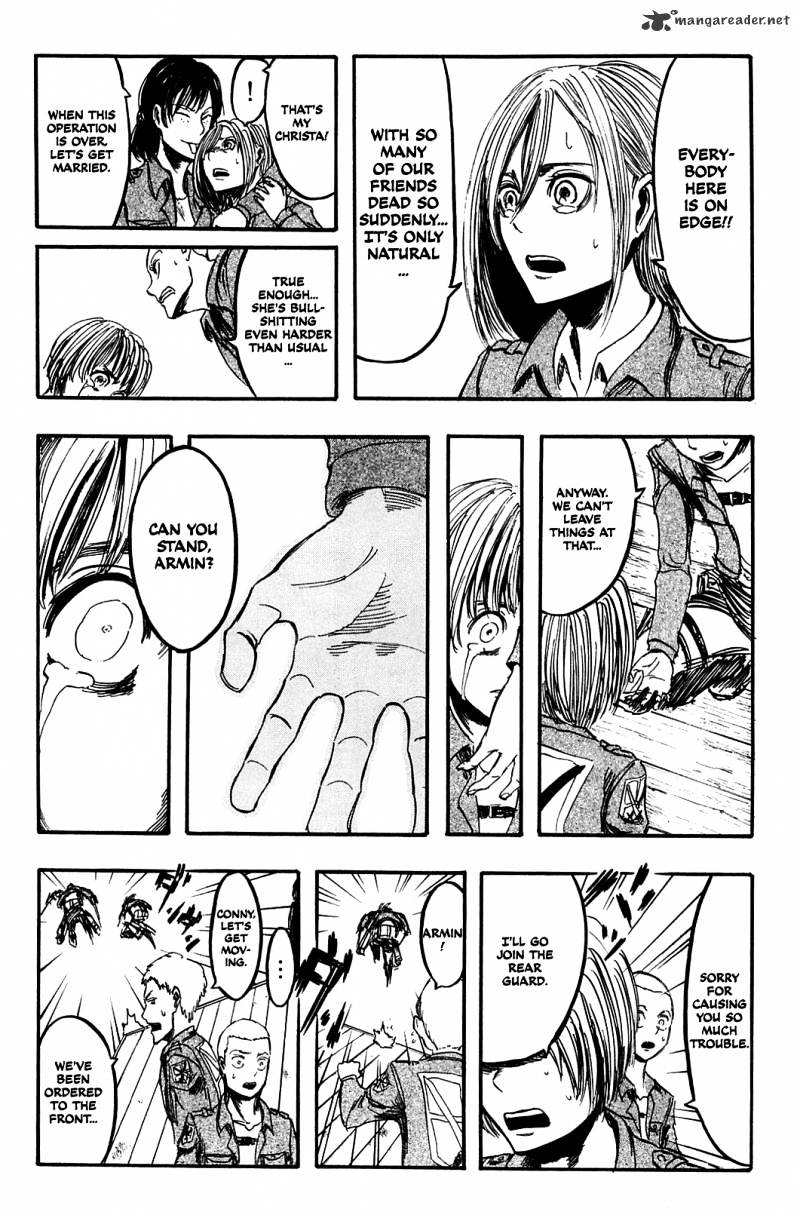 mangareader.net
EVERY-
BODY
HERE
IS ON
EDGE!!
WITH SO
MANY
OF OUR
FRIENDS
DEAD SO
SUDDENLY...
IT'S ONLY
NATURAL
...
THAT'S
MY
CHRISTA!
!
WHEN THIS
OPERATION
IS OVER,
LET'S GET
MARRIED.
TRUE
ENOUGH...
SHE'S BULL-
SHITTING
EVEN HARDER
THAN USUAL
...
ANYWAY.
WE CAN'T
LEAVE
THINGS AT
THAT...
CAN YOU
STAND,
ARMIN?
SORRY
FOR
CAUSING
YOU SO
MUCH
TROUBLE.
I'LL GO
JOIN THE
REAR
GUARD.
ARMIN
!
...
CONNY,
LET'S
GET
MOV-
ING.
WE'VE
BEEN
ORDERED
TO THE
FRONT...